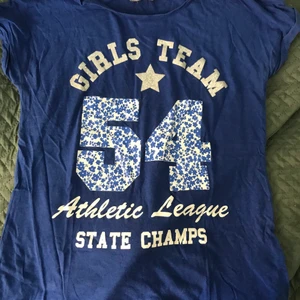 GIRLS TEAM
54
Athletic League
STATE CHAMPS